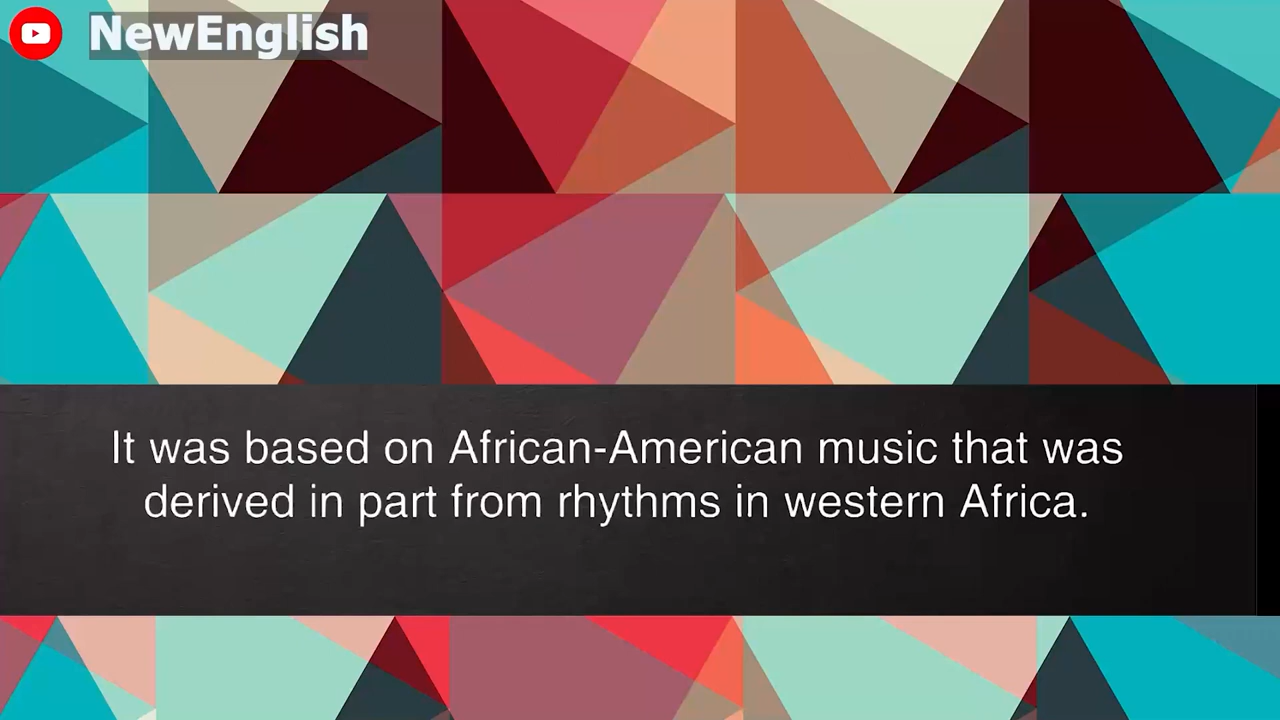 NewEnglish
It was based on African-American music that was
derived in part from rhythms in western Africa.